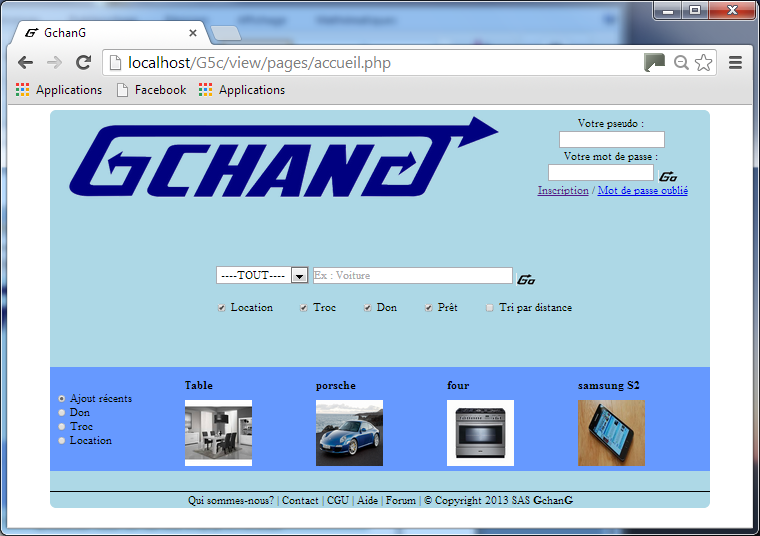 GchanG
localhost/G5c/view/pages/accueil.php
Applications Facebook Applications
GCHANG
Votre pseudo :
Votre mot de passe :
Go
Inscription / Mot de passe oublié
----TOUT---- Ex : Voiture Go
Location Troc Don Prêt Tri par distance
Ajout récents
Don
Troc
Location
Table porsche four samsung S2
Qui sommes-nous? | Contact | CGU | Aide | Forum | © Copyright 2013 SAS GchanG